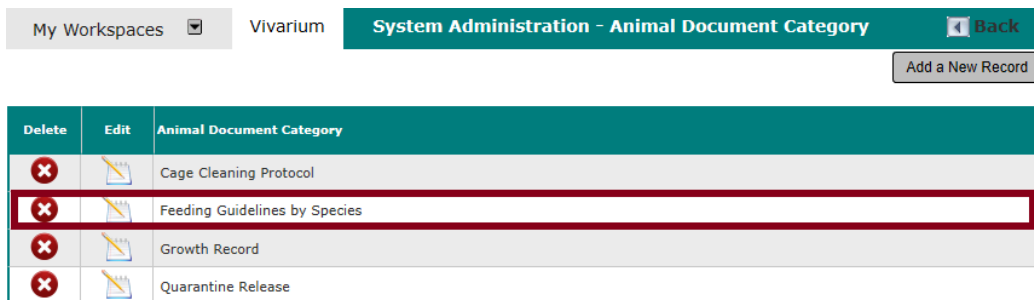 My Workspaces Vivarium System Administration - Animal Document Category Back
Add a New Record
Delete Edit Animal Document Category
Cage Cleaning Protocol
Feeding Guidelines by Species
Growth Record
Quarantine Release